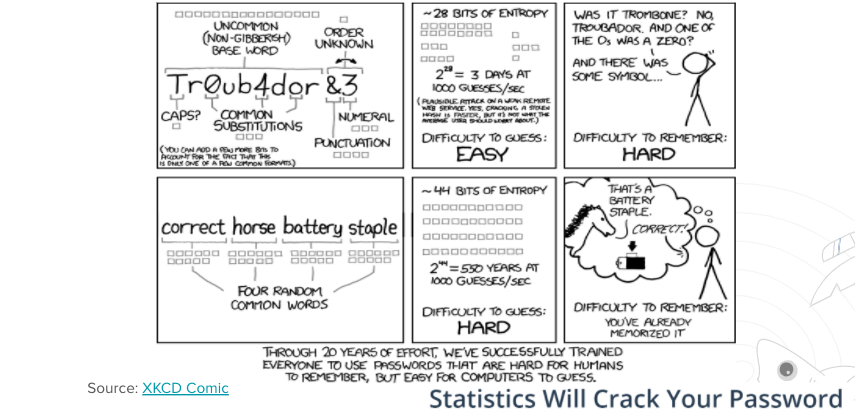 UNCOMMON
(NON-GIBBERISH)
BASE WORD
ORDER
UNKNOWN
Tr0ub4dor &3
CAPS?
COMMON
SUBSTITUTIONS
NUMERAL
PUNCTUATION
(YOU CAN ADD A FEW MORE BITS TO
ACCOUNT FOR THE FACT THAT THIS
IS ONLY ONE OF A FEW COMMON FORMATS.)
~28 BITS OF ENTROPY
2^28 = 3 DAYS AT
1000 GUESSES/SEC
(PLAUSIBLE ATTACK ON A WEAK REMOTE
WEB SERVICE. YES, CRACKING A STOLEN
HASH IS FASTER, BUT IT'S NOT WHAT THE
AVERAGE USER SHOULD WORRY ABOUT.)
DIFFICULTY TO GUESS:
EASY
WAS IT TROMBONE? NO,
TROUBADOR. AND ONE OF
THE Os WAS A ZERO?
AND THERE WAS
SOME SYMBOL...
DIFFICULTY TO REMEMBER:
HARD
correct horse battery staple
FOUR RANDOM
COMMON WORDS
~44 BITS OF ENTROPY
2^44 = 550 YEARS AT
1000 GUESSES/SEC
DIFFICULTY TO GUESS:
HARD
THAT'S A
BATTERY
STAPLE.
CORRECT!
DIFFICULTY TO REMEMBER:
YOU'VE ALREADY
MEMORIZED IT
THROUGH 20 YEARS OF EFFORT, WE'VE SUCCESSFULLY TRAINED
EVERYONE TO USE PASSWORDS THAT ARE HARD FOR HUMANS
TO REMEMBER, BUT EASY FOR COMPUTERS TO GUESS.
Source: XKCD Comic
Statistics Will Crack Your Password